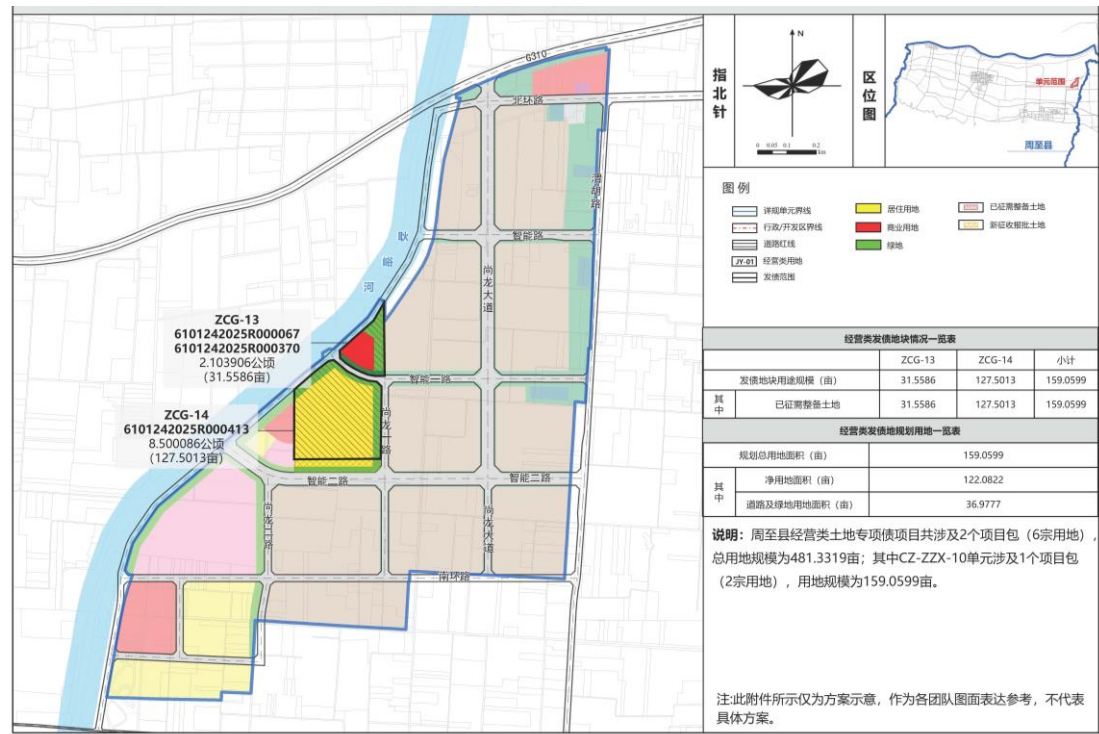 G310
北环路
渭胡路
耿峪河
智能路
尚龙大道
ZCG-13
6101242025R000067
6101242025R000370
2.103906公顷
(31.5586亩)
智能一路
尚龙一路
ZCG-14
6101242025R000413
8.500086公顷
(127.5013亩)
智能二路
智能二路
尚龙二路
尚龙大道
南环路
指北针
N
0 0.05 0.1 0.2
km
区位图
单元范围
周至县
图例
详规单元界线
居住用地
已征需整备土地
行政/开发区界线
商业用地
新征收报批土地
道路红线
绿地
JY-01 经营类用地
发债范围
经营类发债地块情况一览表
ZCG-13 ZCG-14 小计
发债地块用途规模（亩） 31.5586 127.5013 159.0599
其中 已征需整备土地 31.5586 127.5013 159.0599
经营类发债地规划用地一览表
规划总用地面积（亩） 159.0599
其中 净用地面积（亩） 122.0822
道路及绿地用地面积（亩） 36.9777
说明：周至县经营类土地专项债项目共涉及2个项目包（6宗用地），
总用地规模为481.3319亩；其中CZ-ZZX-10单元涉及1个项目包
（2宗用地），用地规模为159.0599亩。
注:此附件所示仅为方案示意，作为各团队图面表达参考，不代表
具体方案。